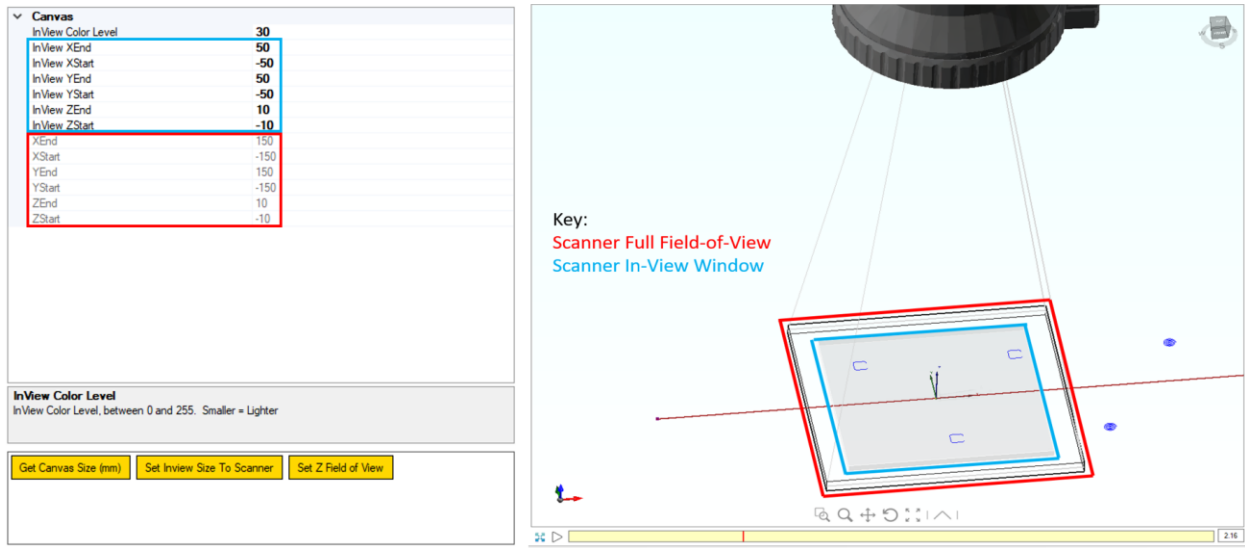 Canvas
InView Color Level 30
InView XEnd 50
InView XStart -50
InView YEnd 50
InView YStart -50
InView ZEnd 10
InView ZStart -10
XEnd 150
XStart -150
YEnd 150
YStart -150
ZEnd 10
ZStart -10
InView Color Level
InView Color Level, between 0 and 255. Smaller = Lighter
Get Canvas Size (mm) Set Inview Size To Scanner Set Z Field of View
Key:
Scanner Full Field-of-View
Scanner In-View Window
2.16